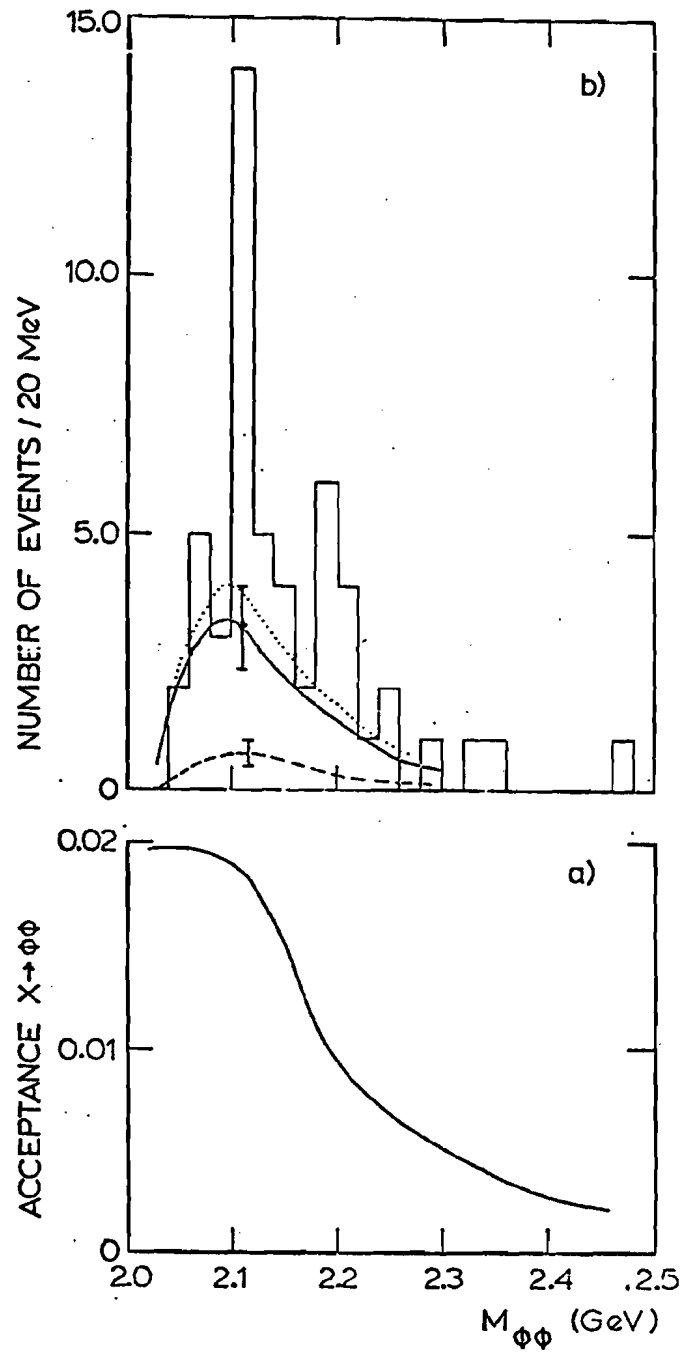 15.0
b)
10.0
5.0
0
NUMBER OF EVENTS / 20 MeV
0.02
a)
0.01
0
ACCEPTANCE X→ϕϕ
2.0 2.1 2.2 2.3 2.4 2.5
M ϕϕ (GeV)